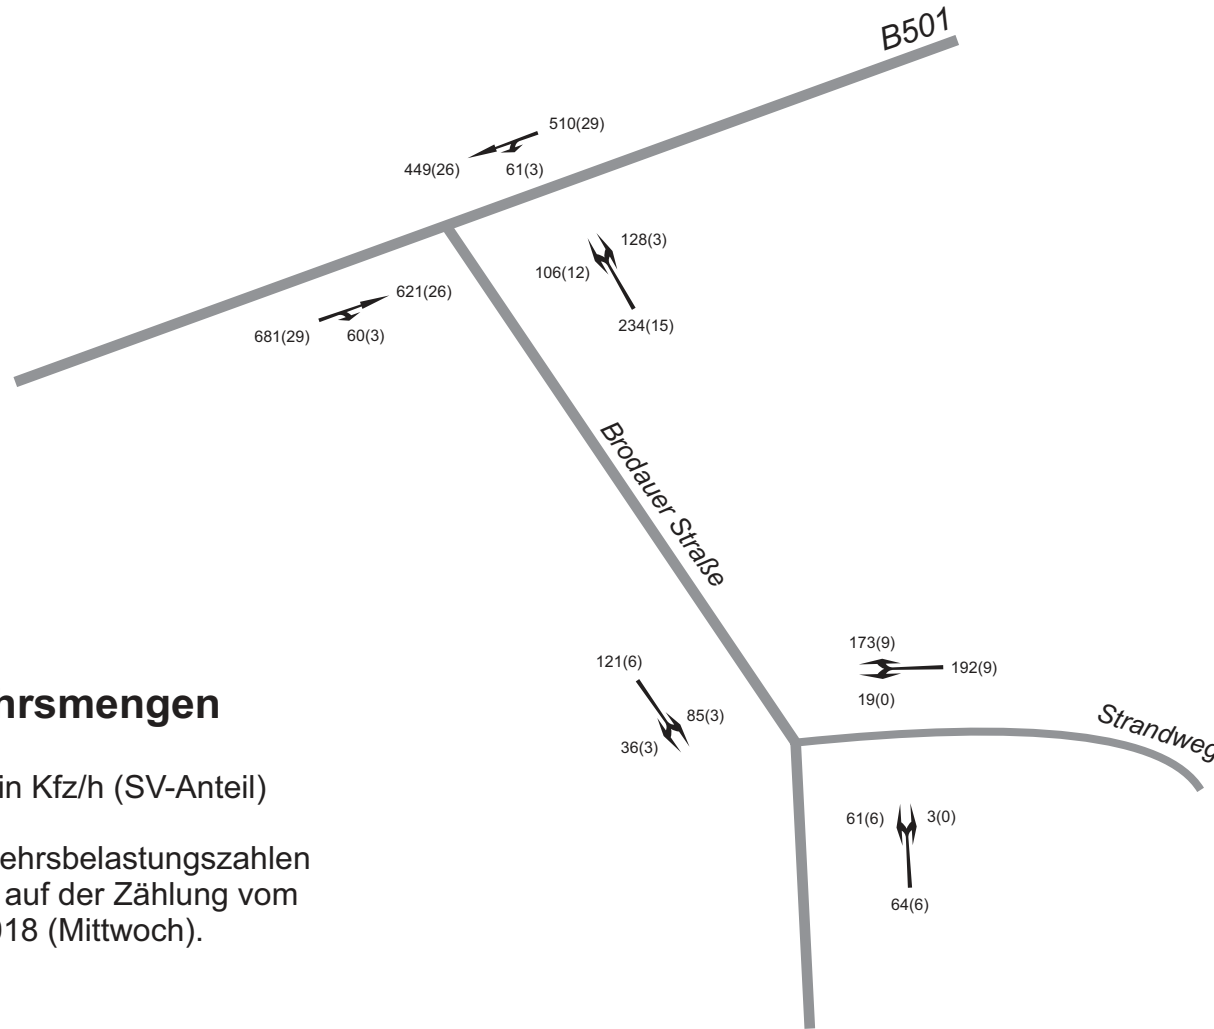 B501
510(29)
449(26)
61(3)
128(3)
106(12)
621(26)
234(15)
681(29)
60(3)
Brodauer Straße
173(9)
121(6)
192(9)
19(0)
85(3)
36(3)
Strandweg
hrsmengen
in Kfz/h (SV-Anteil)
61(6)
3(0)
ehrsbelastungszahlen
auf der Zählung vom
64(6)
18 (Mittwoch).